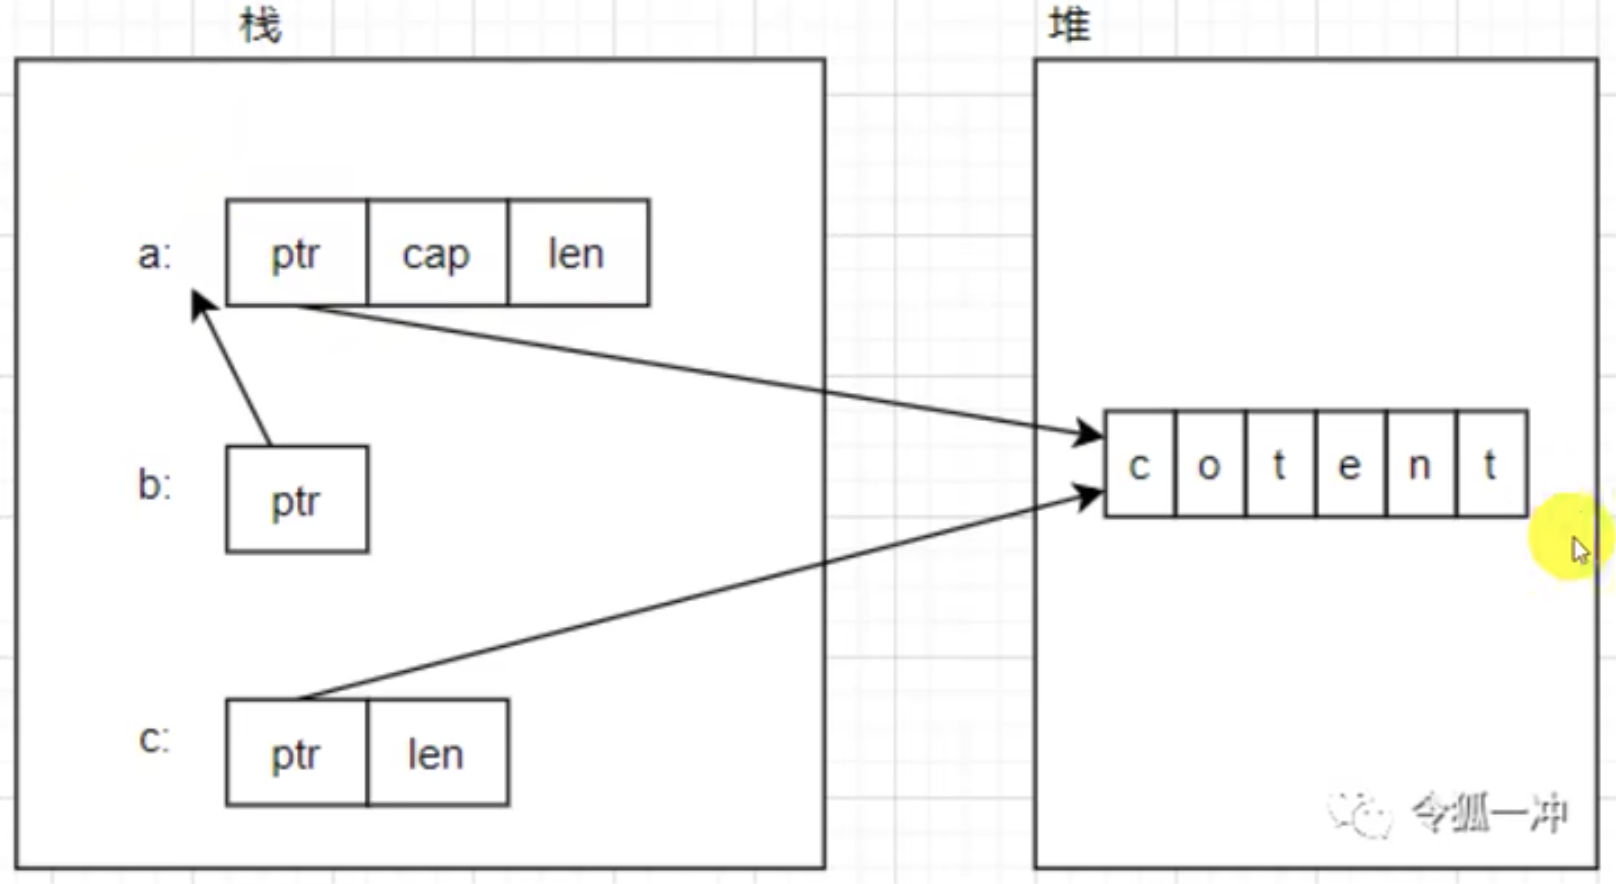 栈 堆
a: ptr cap len
c o t e n t
b: ptr
c: ptr len
令狐一冲